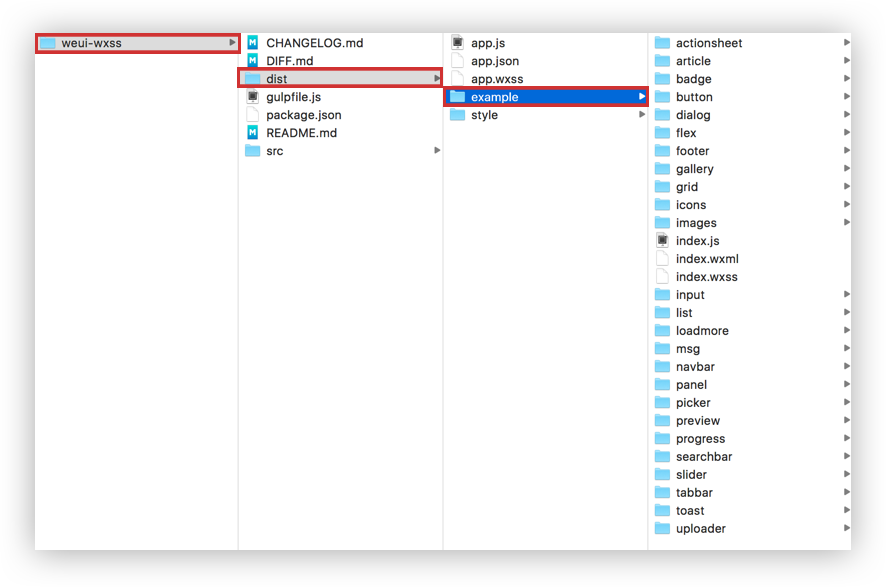 weui-wxss
CHANGELOG.md
DIFF.md
dist
gulpfile.js
package.json
README.md
src
app.js
app.json
app.wxss
example
style
actionsheet
article
badge
button
dialog
flex
footer
gallery
grid
icons
images
index.js
index.wxml
index.wxss
input
list
loadmore
msg
navbar
panel
picker
preview
progress
searchbar
slider
tabbar
toast
uploader